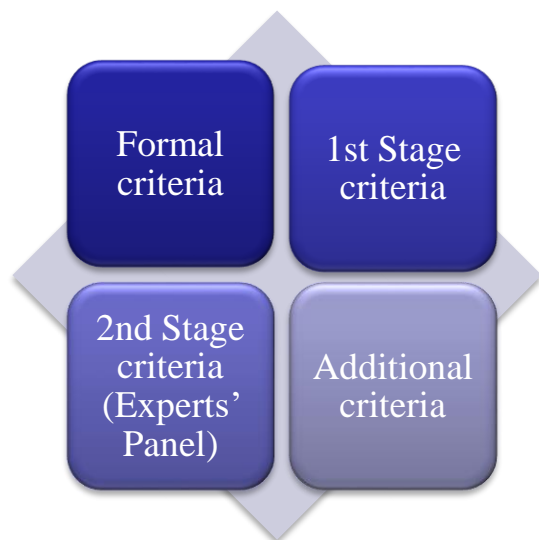 Formal
criteria
1st Stage
criteria
2nd Stage
criteria
(Experts’
Panel)
Additional
criteria